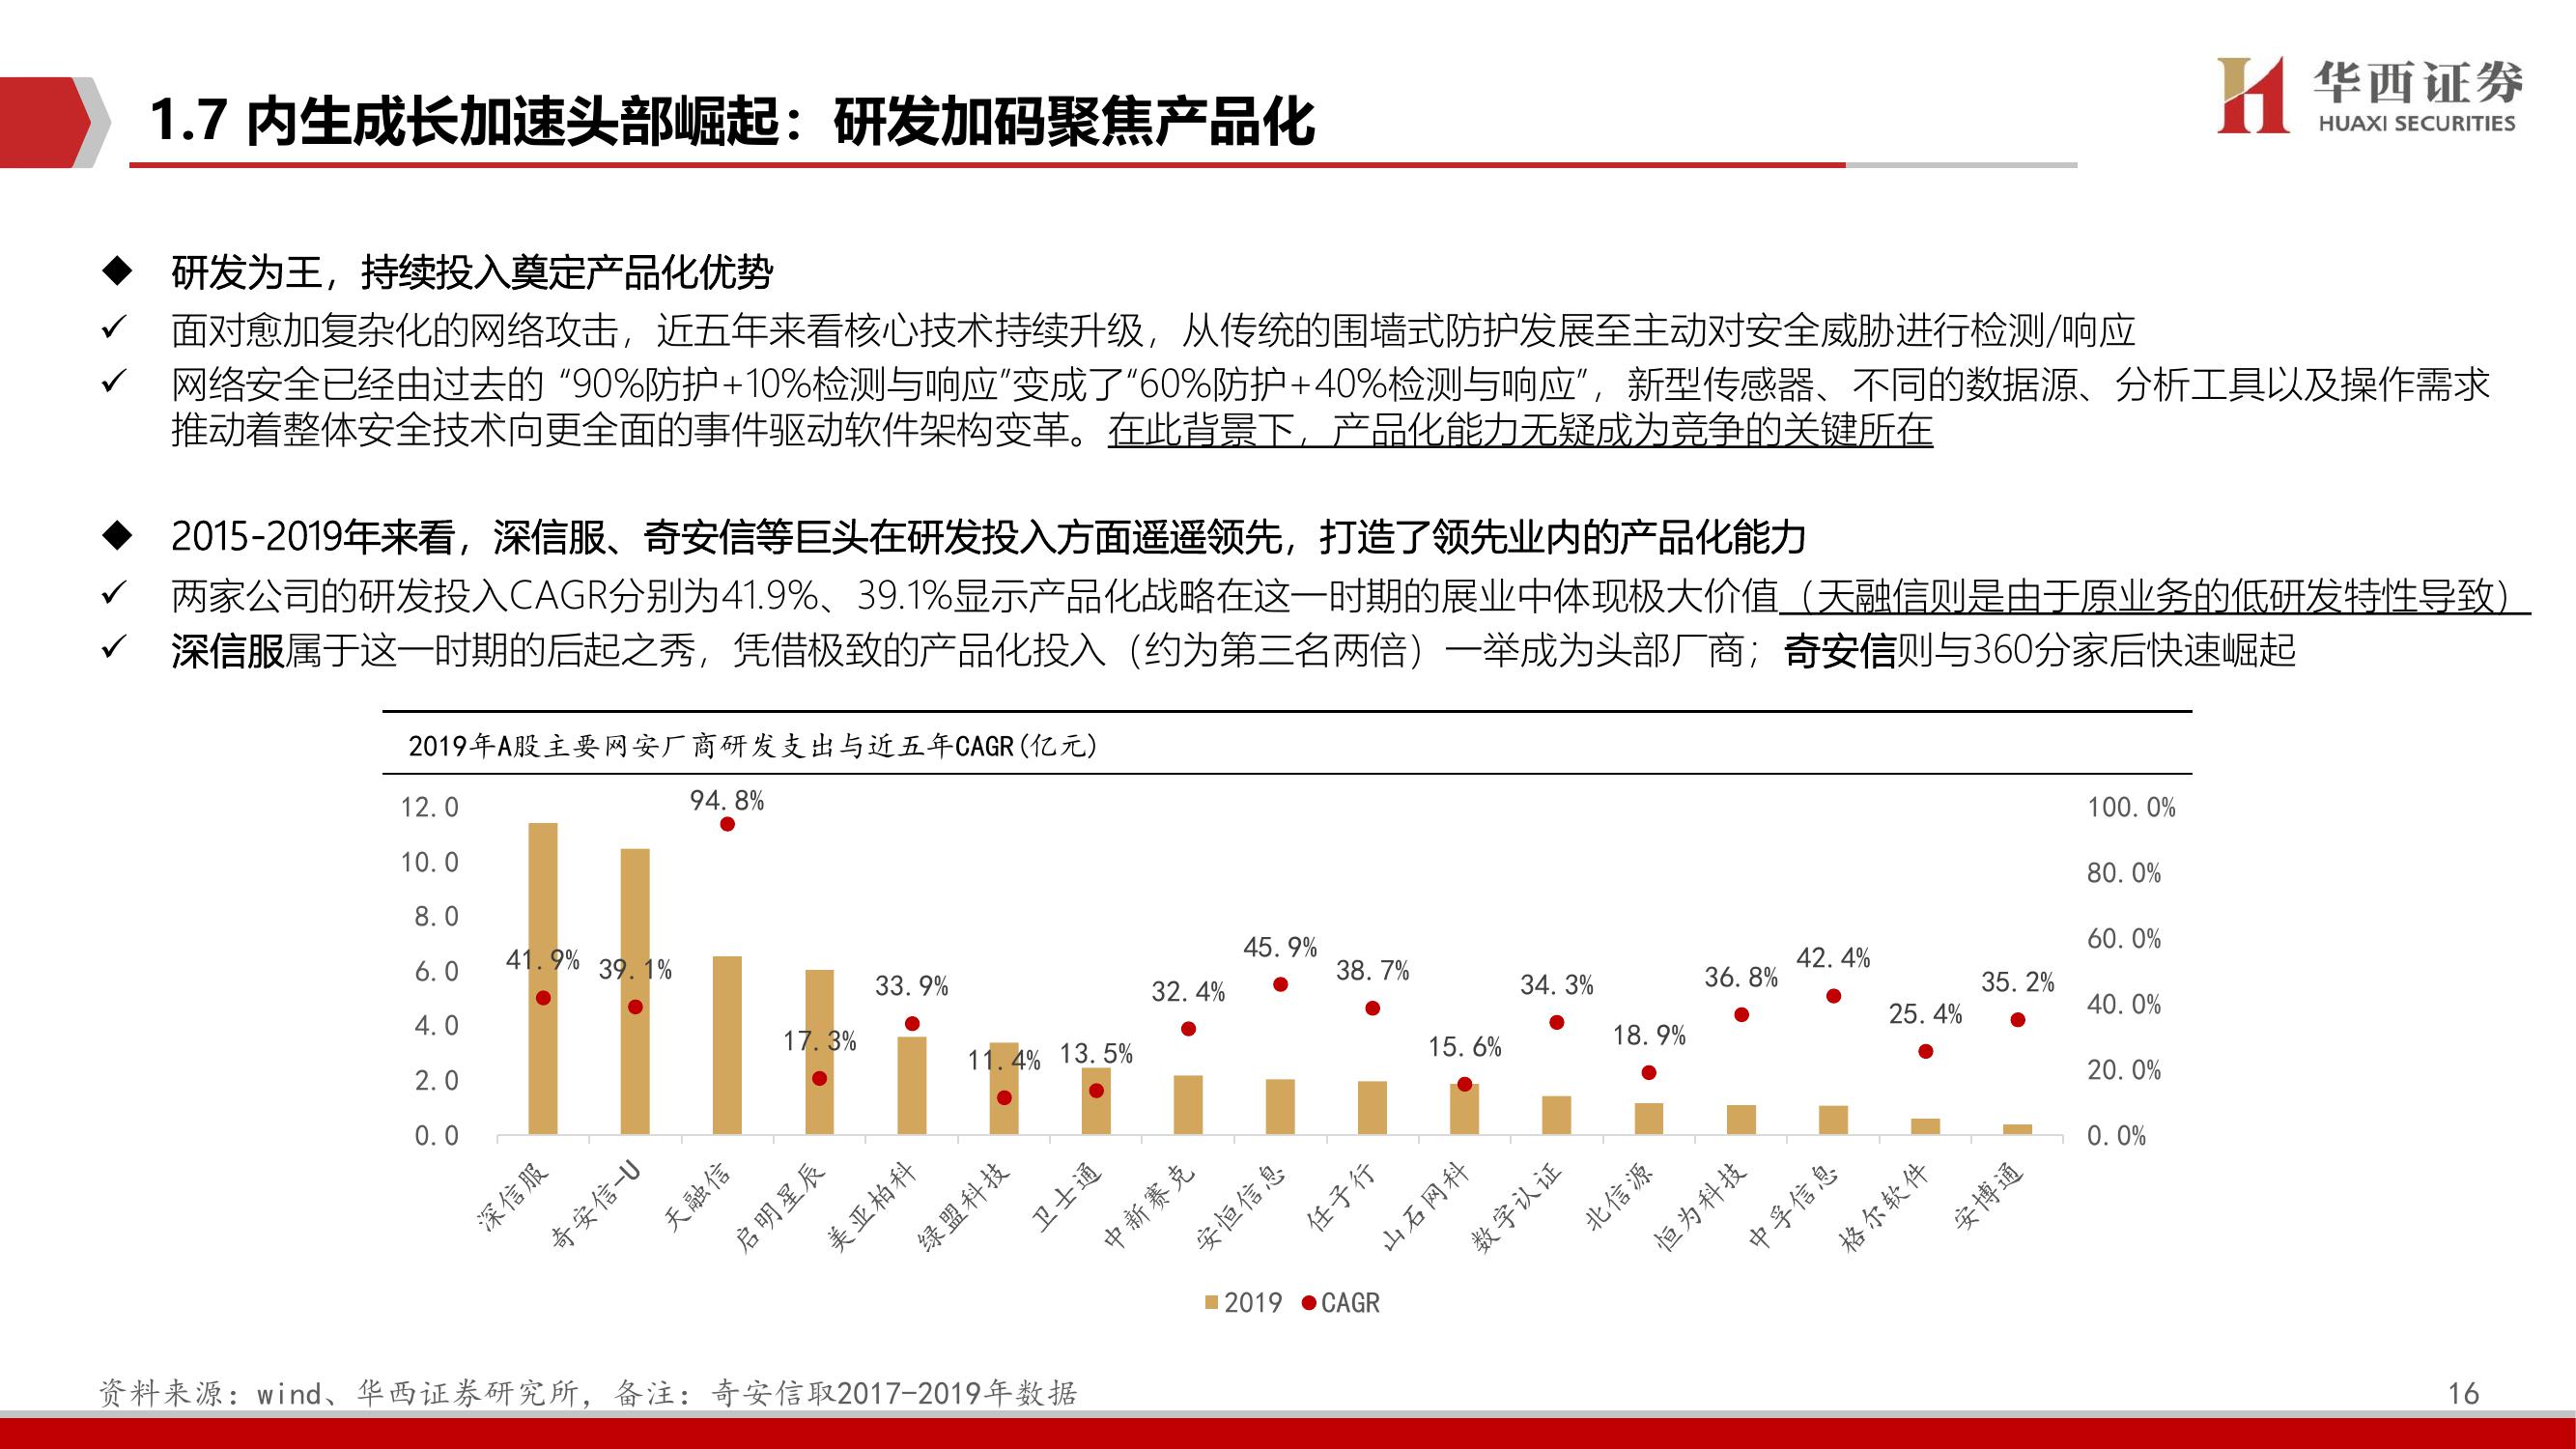 1.7 内生成长加速头部崛起：研发加码聚焦产品化
华西证券
HUAXI SECURITIES
研发为王，持续投入奠定产品化优势
面对愈加复杂化的网络攻击，近五年来看核心技术持续升级，从传统的围墙式防护发展至主动对安全威胁进行检测/响应
网络安全已经由过去的 “90%防护+10%检测与响应”变成了“60%防护+40%检测与响应”，新型传感器、不同的数据源、分析工具以及操作需求
推动着整体安全技术向更全面的事件驱动软件架构变革。在此背景下，产品化能力无疑成为竞争的关键所在
2015-2019年来看，深信服、奇安信等巨头在研发投入方面遥遥领先，打造了领先业内的产品化能力
两家公司的研发投入CAGR分别为41.9%、39.1%显示产品化战略在这一时期的展业中体现极大价值（天融信则是由于原业务的低研发特性导致）
深信服属于这一时期的后起之秀，凭借极致的产品化投入（约为第三名两倍）一举成为头部厂商；奇安信则与360分家后快速崛起
2019年A股主要网安厂商研发支出与近五年CAGR(亿元)
12.0
10.0
8.0
6.0
4.0
2.0
0.0
41.9%
39.1%
94.8%
17.3%
33.9%
11.4%
13.5%
32.4%
45.9%
38.7%
15.6%
34.3%
18.9%
36.8%
42.4%
25.4%
35.2%
100.0%
80.0%
60.0%
40.0%
20.0%
0.0%
深信服
奇安信-U
天融信
启明星辰
美亚柏科
绿盟科技
卫士通
中新赛克
安恒信息
任子行
山石网科
数字认证
北信源
恒为科技
中孚信息
格尔软件
安博通
2019 CAGR
资料来源：wind、华西证券研究所，备注：奇安信取2017-2019年数据
16